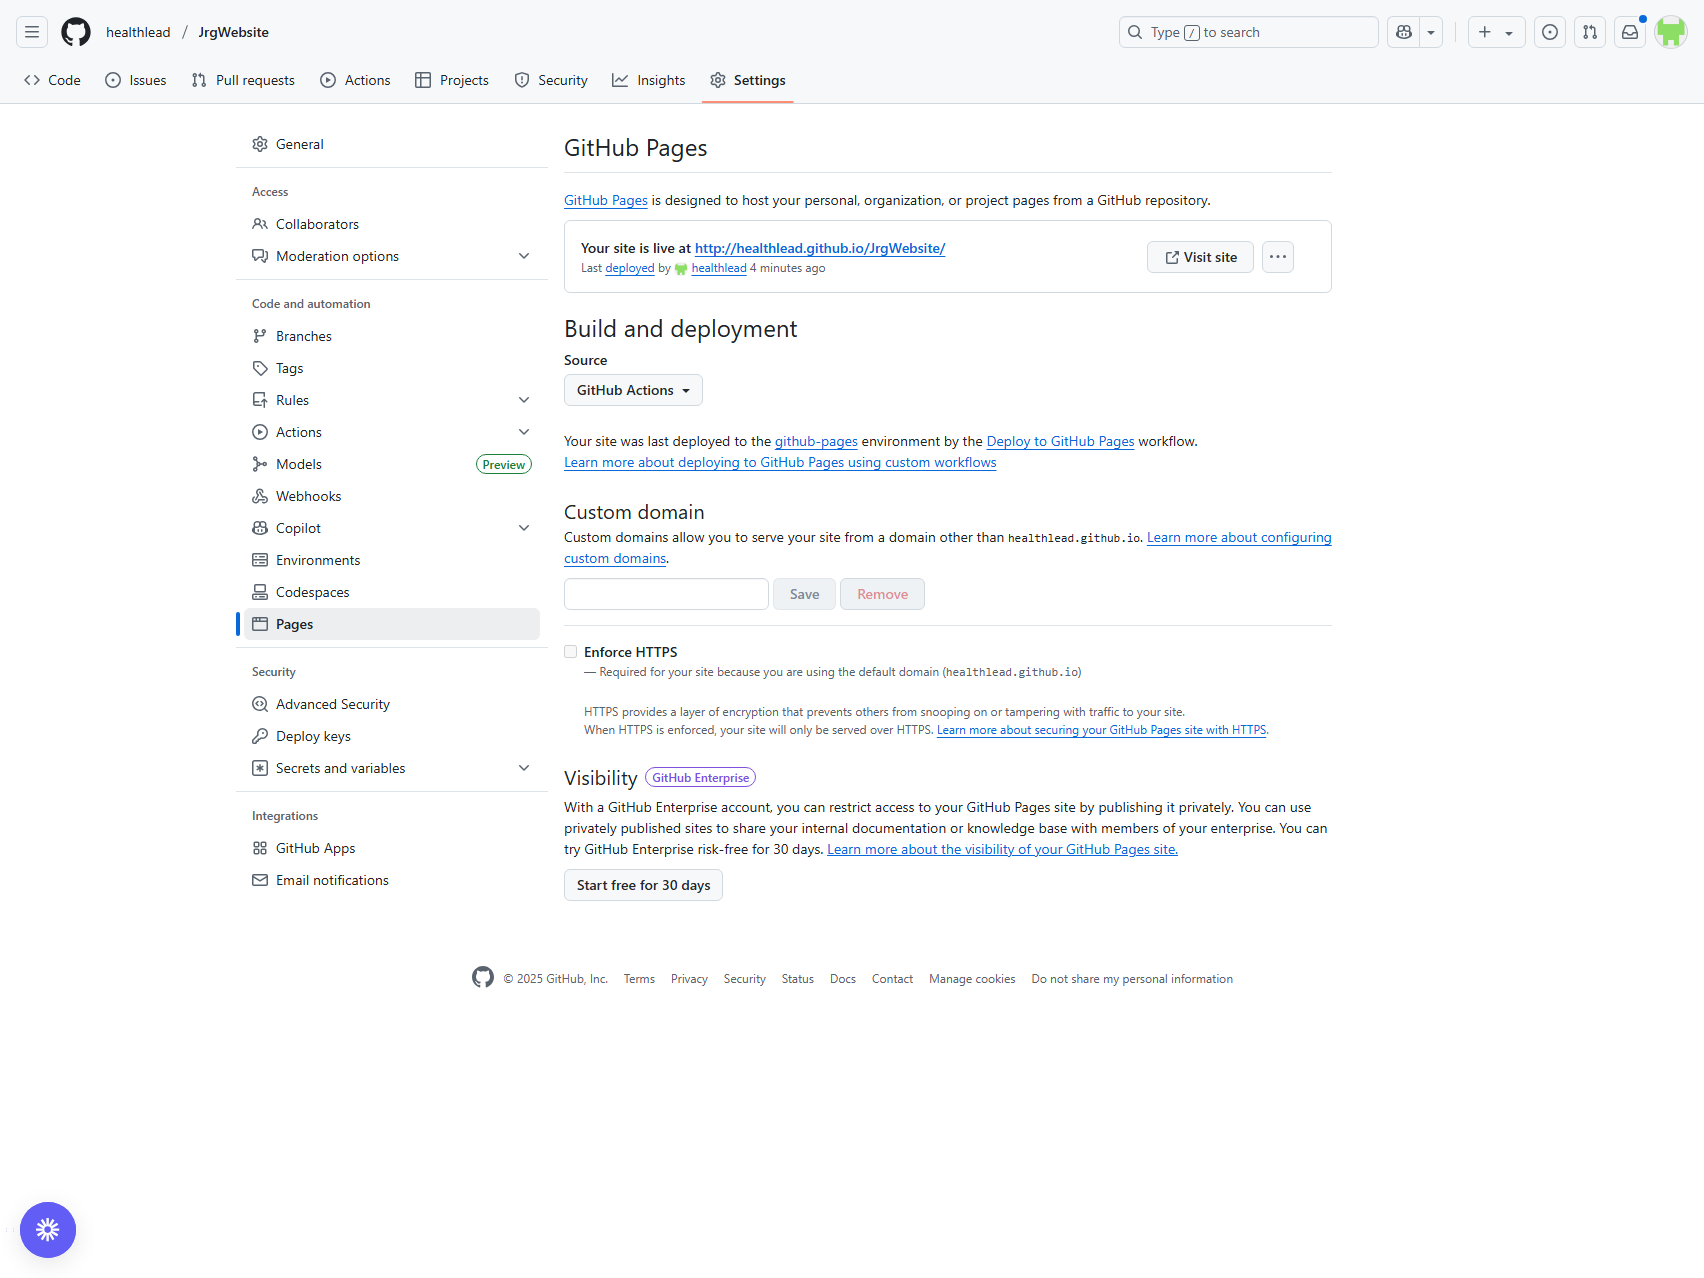 healthlead / JrgWebsite
Type / to search
Code
Issues
Pull requests
Actions
Projects
Security
Insights
Settings
General
Access
Collaborators
Moderation options
Code and automation
Branches
Tags
Rules
Actions
Models Preview
Webhooks
Copilot
Environments
Codespaces
Pages
Security
Advanced Security
Deploy keys
Secrets and variables
Integrations
GitHub Apps
Email notifications
GitHub Pages
GitHub Pages is designed to host your personal, organization, or project pages from a GitHub repository.
Your site is live at http://healthlead.github.io/JrgWebsite/
Last deployed by healthlead 4 minutes ago
Visit site
Build and deployment
Source
GitHub Actions
Your site was last deployed to the github-pages environment by the Deploy to GitHub Pages workflow.
Learn more about deploying to GitHub Pages using custom workflows
Custom domain
Custom domains allow you to serve your site from a domain other than healthlead.github.io. Learn more about configuring
custom domains.
Save
Remove
Enforce HTTPS
— Required for your site because you are using the default domain (healthlead.github.io)
HTTPS provides a layer of encryption that prevents others from snooping on or tampering with traffic to your site.
When HTTPS is enforced, your site will only be served over HTTPS. Learn more about securing your GitHub Pages site with HTTPS.
Visibility GitHub Enterprise
With a GitHub Enterprise account, you can restrict access to your GitHub Pages site by publishing it privately. You can use
privately published sites to share your internal documentation or knowledge base with members of your enterprise. You can
try GitHub Enterprise risk-free for 30 days. Learn more about the visibility of your GitHub Pages site.
Start free for 30 days
© 2025 GitHub, Inc. Terms Privacy Security Status Docs Contact Manage cookies Do not share my personal information